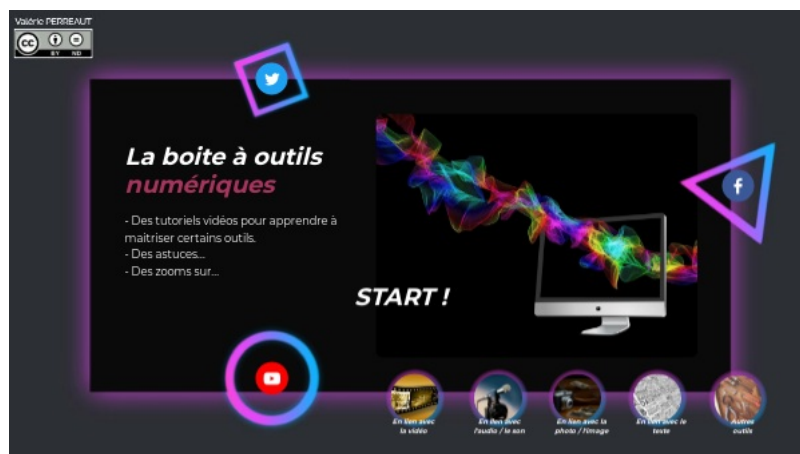 Valérie PERREAUT
cc
BY ND
La boite à outils
numériques
- Des tutoriels vidéos pour apprendre à
maitriser certains outils.
- Des astuces...
- Des zooms sur...
START !
En lien avec
la vidéo
En lien avec
l'audio / le son
En lien avec la
photo / l'image
En lien avec le
texte
Autres
outils